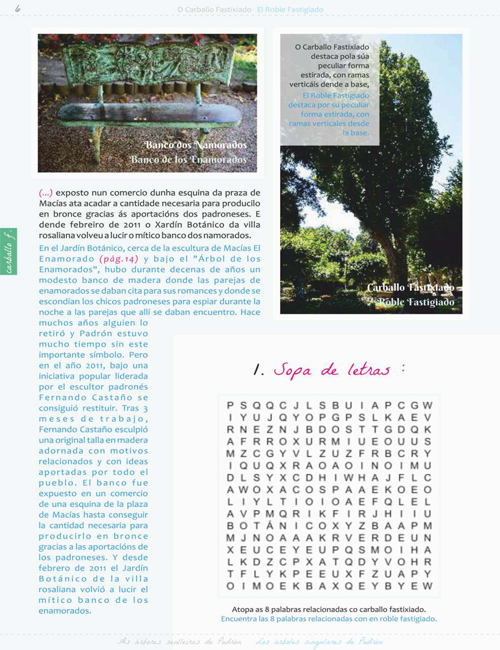 6
O Carballo Fastixiado El Roble Fastigiado
Banco dos Namorados
Banco de los Enamorados
O Carballo Fastixiado
destaca pola súa
peculiar forma
estirada, con ramas
verticáis dende a base,
El Roble Fastigiado
destaca por su peculiar
forma estirada, con
ramas verticales desde
la base.
Carballo Fastixiado
Roble Fastigiado
carballo f.
(...) exposto nun comercio dunha esquina da praza de
Macías ata acadar a cantidade necesaria para producilo
en bronce gracias ás aportacións dos padroneses. E
dende febreiro de 2011 o Xardín Botánico da villa
rosaliana volveu a lucir o mítico banco dos namorados.
En el Jardín Botánico, cerca de la escultura de Macías El
Enamorado (pág.14) y bajo el "Árbol de los
Enamorados", hubo durante decenas de años un
modesto banco de madera donde las parejas de
enamorados se daban cita para sus romances y donde se
escondían los chicos padroneses para espiar durante la
noche a las parejas que allí se daban encuentro. Hace
muchos años alguien lo
retiró y Padrón estuvo
mucho tiempo sin este
importante símbolo. Pero
en el año 2011, bajo una
iniciativa popular liderada
por el escultor padronés
Fernando Castaño se
consiguió restituir. Tras 3
meses de trabajo,
Fernando Castaño esculpió
una original talla en madera
adornada con motivos
relacionados y con ideas
aportadas por todo el
pueblo. El banco fue
expuesto en un comercio
de una esquina de la plaza
de Macías hasta conseguir
la cantidad necesaria para
producirlo en bronce
gracias a las aportacións de
los padroneses. Y desde
febrero de 2011 el Jardín
Botánico de la villa
rosaliana volvió a lucir el
mítico banco de los
enamorados.
1. Sopa de letras :
P S Q Q C J L S B U I A P C G W
I Y U J Q Y O P G P S L K A E V
R N E Z N J B D O S T T G D Q K
A F R R O X U R M I U E O U U S
M Z C G Y V L Z U Z F R B C R Y
I Q U Q X R A O A O I N O I M U
D L S Y X C D H I W H A J F L C
A W O X A C O S P A A E K O E O
L I Y L T I O I O A E F Q L E L
A V P M Q R I K F I R J H I I U
B O T Á N I C O X Y Z B A A P M
M J N O A A A K R V E R D E U N
X E U C E Y E U P Q S M O I H A
L K D Z C P X A T Q D Y V O H R
T F L Y K P E E U X F Z U A P Y
O I M O E K B A X Q E Y B Y E W
Atopa as 8 palabras relacionadas co carballo fastixiado.
Encuentra las 8 palabras relacionadas con en roble fastigiado.
As árbores senlleiras de Padrón Los árboles singulares de Padrón